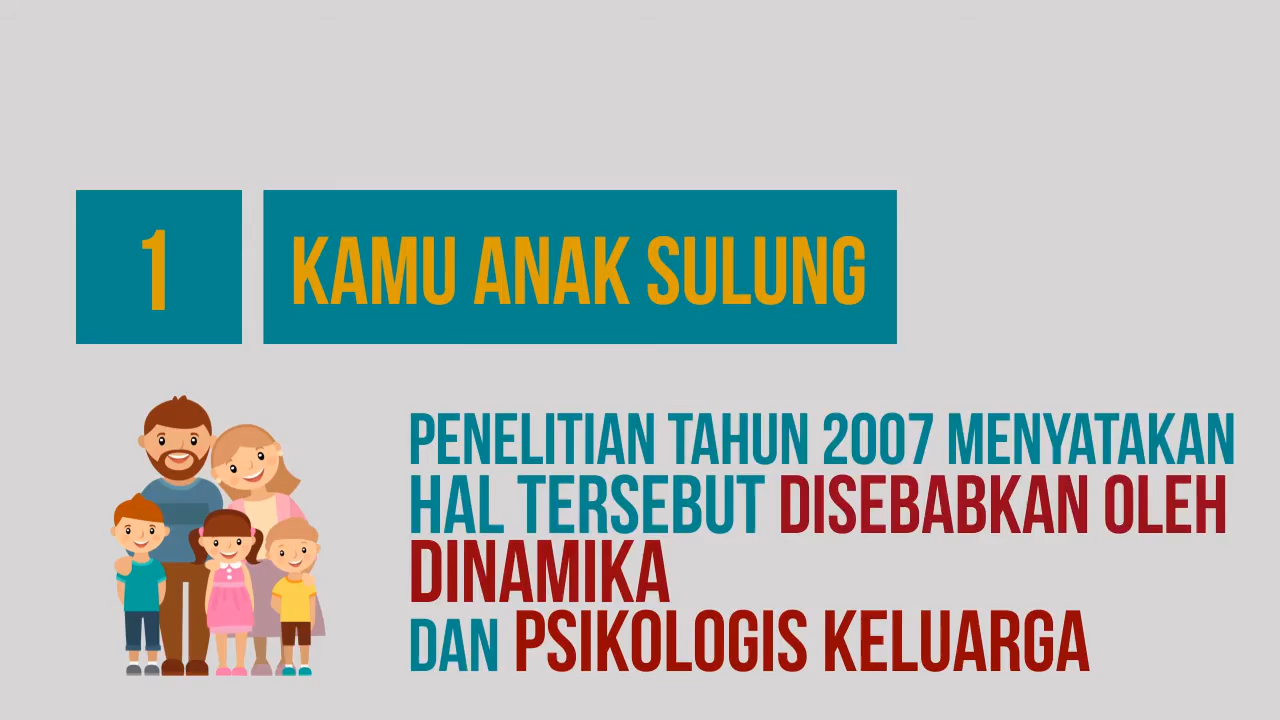 1
KAMU ANAK SULUNG
PENELITIAN TAHUN 2007 MENYATAKAN
HAL TERSEBUT DISEBABKAN OLEH
DINAMIKA
DAN PSIKOLOGIS KELUARGA